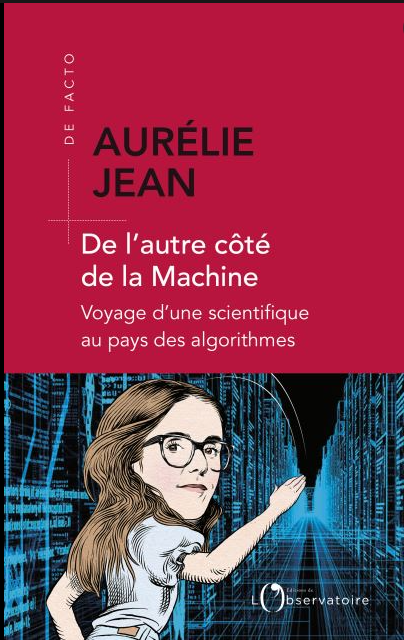 DE FACTO
AURÉLIE
JEAN
De l'autre côté
de la Machine
Voyage d'une scientifique
au pays des algorithmes
Éditions de
L'Observatoire